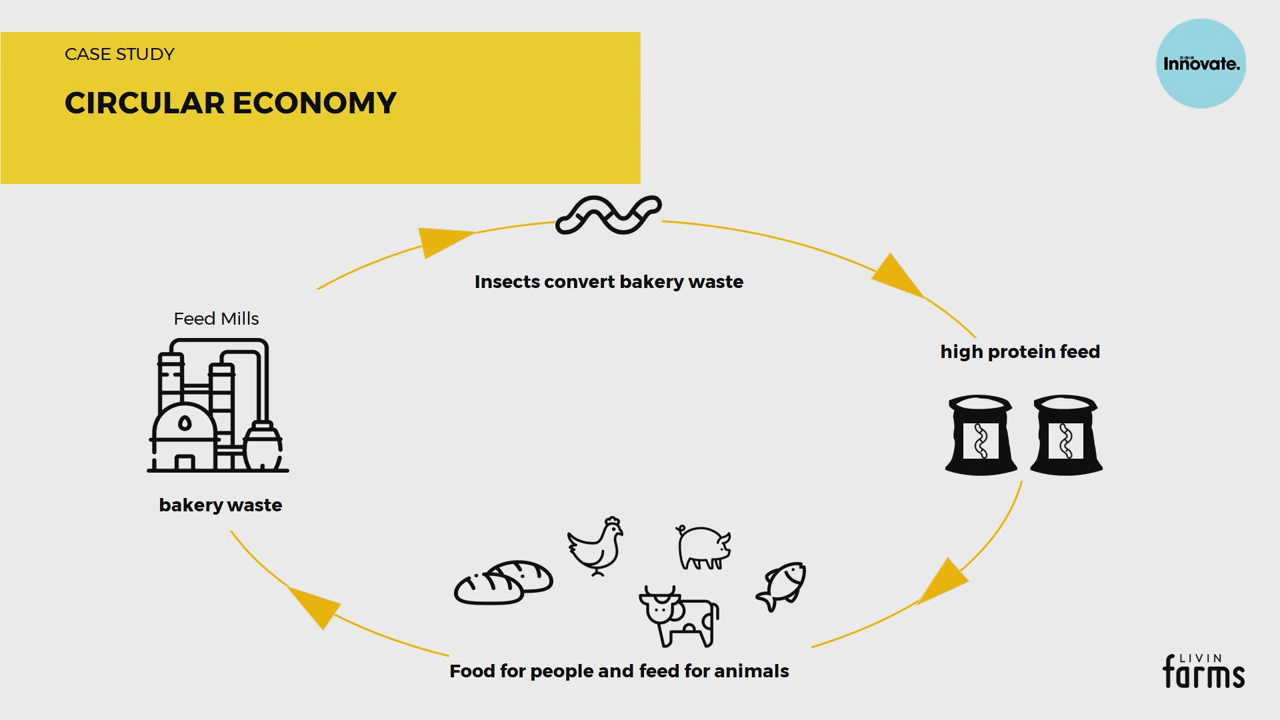 CASE STUDY
CIRCULAR ECONOMY
Innovate.
Insects convert bakery waste
Feed Mills
high protein feed
bakery waste
Food for people and feed for animals
LIVIN
farms